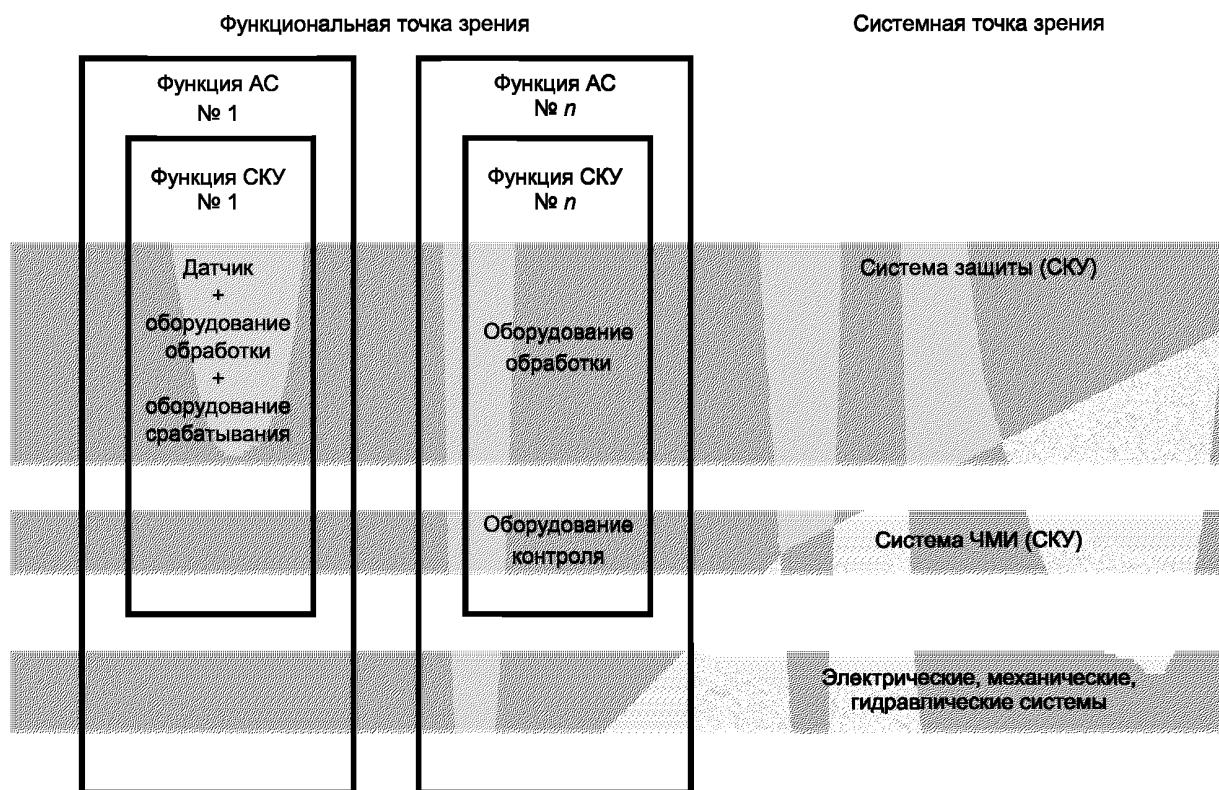 Функциональная точка зрения
Системная точка зрения
Функция АС
№ 1
Функция АС
№ n
Функция СКУ
№ 1
Функция СКУ
№ n
Датчик
+
оборудование
обработки
+
оборудование
срабатывания
Оборудование
обработки
Система защиты (СКУ)
Оборудование
контроля
Система ЧМИ (СКУ)
Электрические, механические,
гидравлические системы